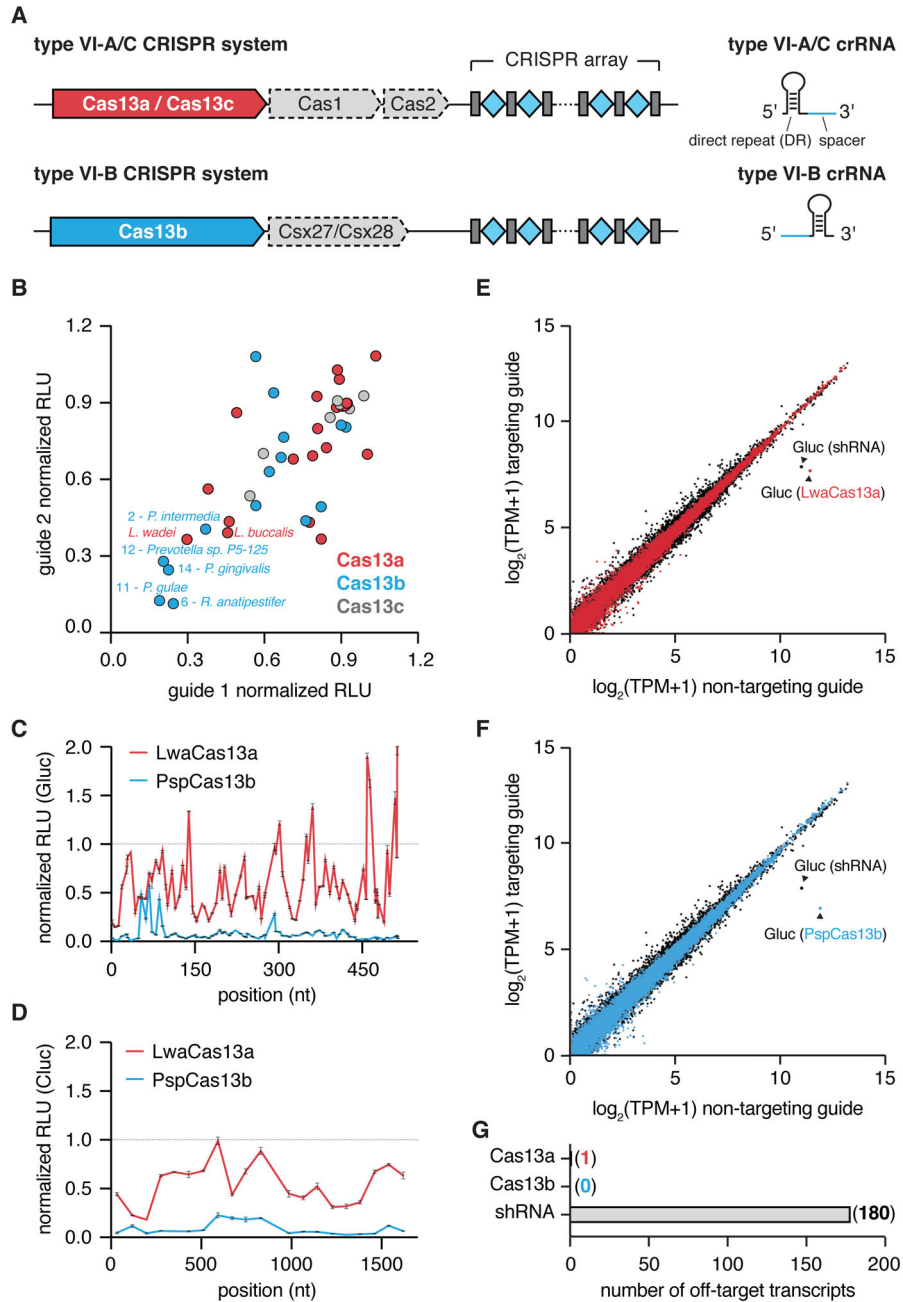 A
type VI-A/C CRISPR system
type VI-A/C crRNA
CRISPR array
Cas13a / Cas13c
Cas1
Cas2
5' 3'
direct repeat (DR) spacer
type VI-B CRISPR system
type VI-B crRNA
Cas13b
Csx27/Csx28
5' 3'
B
guide 2 normalized RLU
1.2
0.9
0.6
0.3
0.0
2 - P. intermedia
L. wadei
L. buccalis
12 - Prevotella sp. P5-125
14 - P. gingivalis
11 - P. gulae
6 - R. anatipestifer
Cas13a
Cas13b
Cas13c
0.3 0.6 0.9 1.2
guide 1 normalized RLU
C
normalized RLU (Gluc)
2.0
1.5
1.0
0.5
0.0
LwaCas13a
PspCas13b
0 150 300 450
position (nt)
D
normalized RLU (Cluc)
2.0
1.5
1.0
0.5
0.0
LwaCas13a
PspCas13b
0 500 1000 1500
position (nt)
E
log2(TPM+1) targeting guide
15
10
5
0
Gluc (shRNA)
Gluc (LwaCas13a)
0 5 10 15
log2(TPM+1) non-targeting guide
F
log2(TPM+1) targeting guide
15
10
5
0
Gluc (shRNA)
Gluc (PspCas13b)
0 5 10 15
log2(TPM+1) non-targeting guide
G
Cas13a (1)
Cas13b (0)
shRNA (180)
0 50 100 150 200
number of off-target transcripts